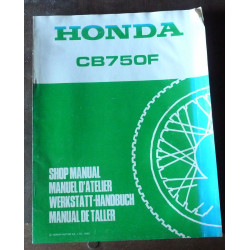 HONDA
CB750F
SHOP MANUAL
MANUEL D'ATELIER
WERKSTATT-HANDBUCH
MANUAL DE TALLER